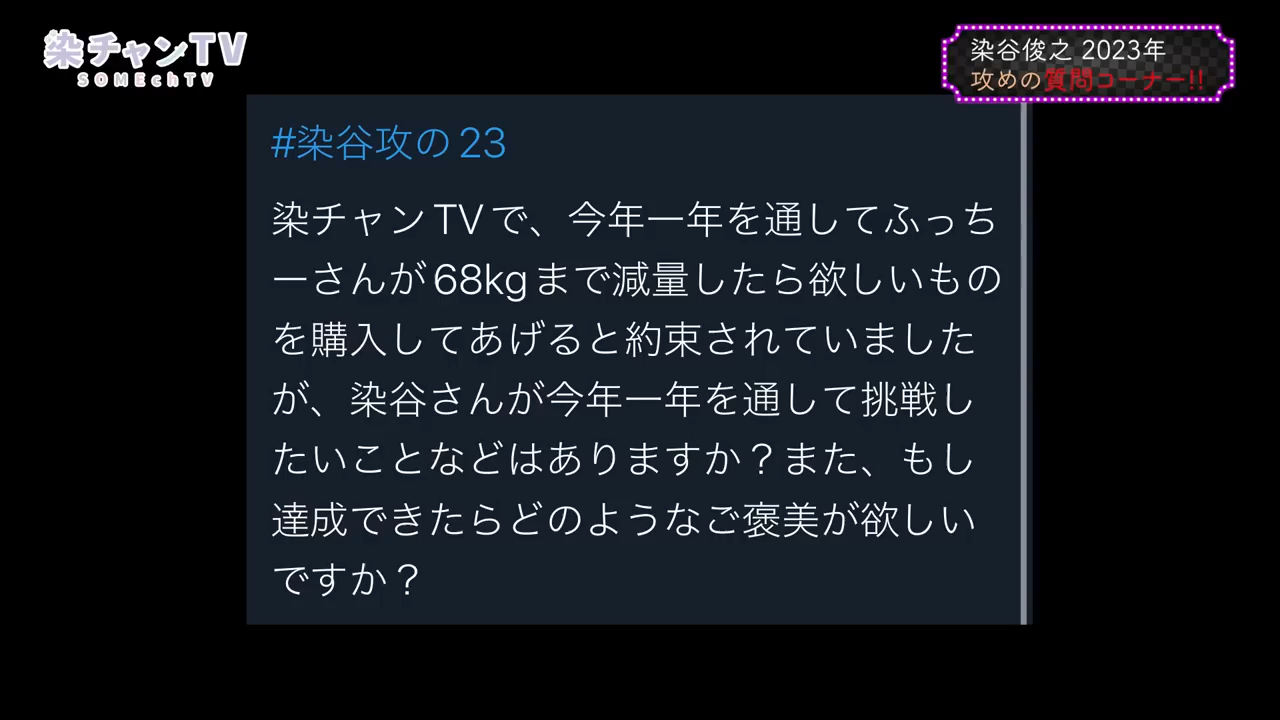 染チャンTV
SOMEchTV
染谷俊之 2023年
攻めの質問コーナー!!
#染谷攻の23
染チャンTVで、今年一年を通してふっち
ーさんが68kgまで減量したら欲しいもの
を購入してあげると約束されていました
が、染谷さんが今年一年を通して挑戦し
たいことなどはありますか？また、もし
達成できたらどのようなご褒美が欲しい
ですか？